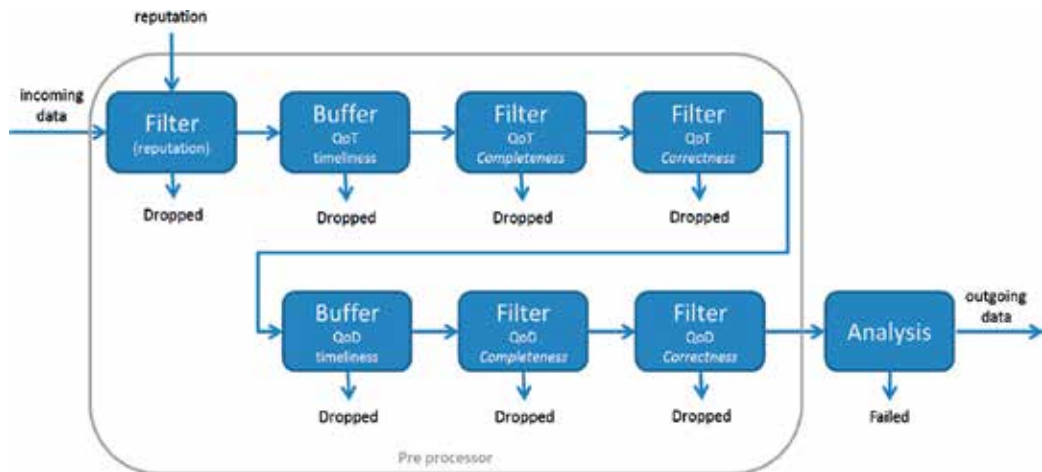 reputation
incoming
data
Filter
(reputation)
Buffer
QoT
timeliness
Filter
QoT
Completeness
Filter
QoT
Correctness
Dropped
Dropped
Dropped
Dropped
Buffer
QoD
timeliness
Filter
QoD
Completeness
Filter
QoD
Correctness
Analysis
outgoing
data
Dropped
Dropped
Dropped
Failed
Pre processor